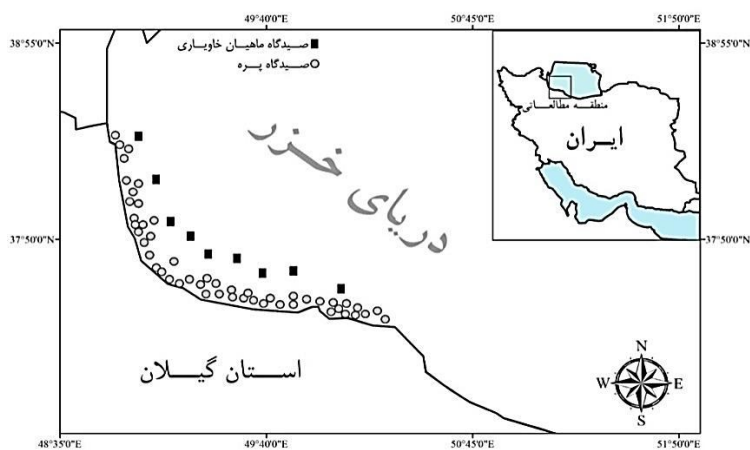 49°40'0"E
50°45'0"E
51°50'0"E
38°55'0"N
38°55'0"N
صیدگاه ماهیان خاویاری
صیدگاه پره
منطقه مطالعاتی
ایران
دریای خزر
37°50'0"N
37°50'0"N
استان گیلان
N
W
E
S
48°35'0"E
49°40'0"E
50°45'0"E
51°50'0"E